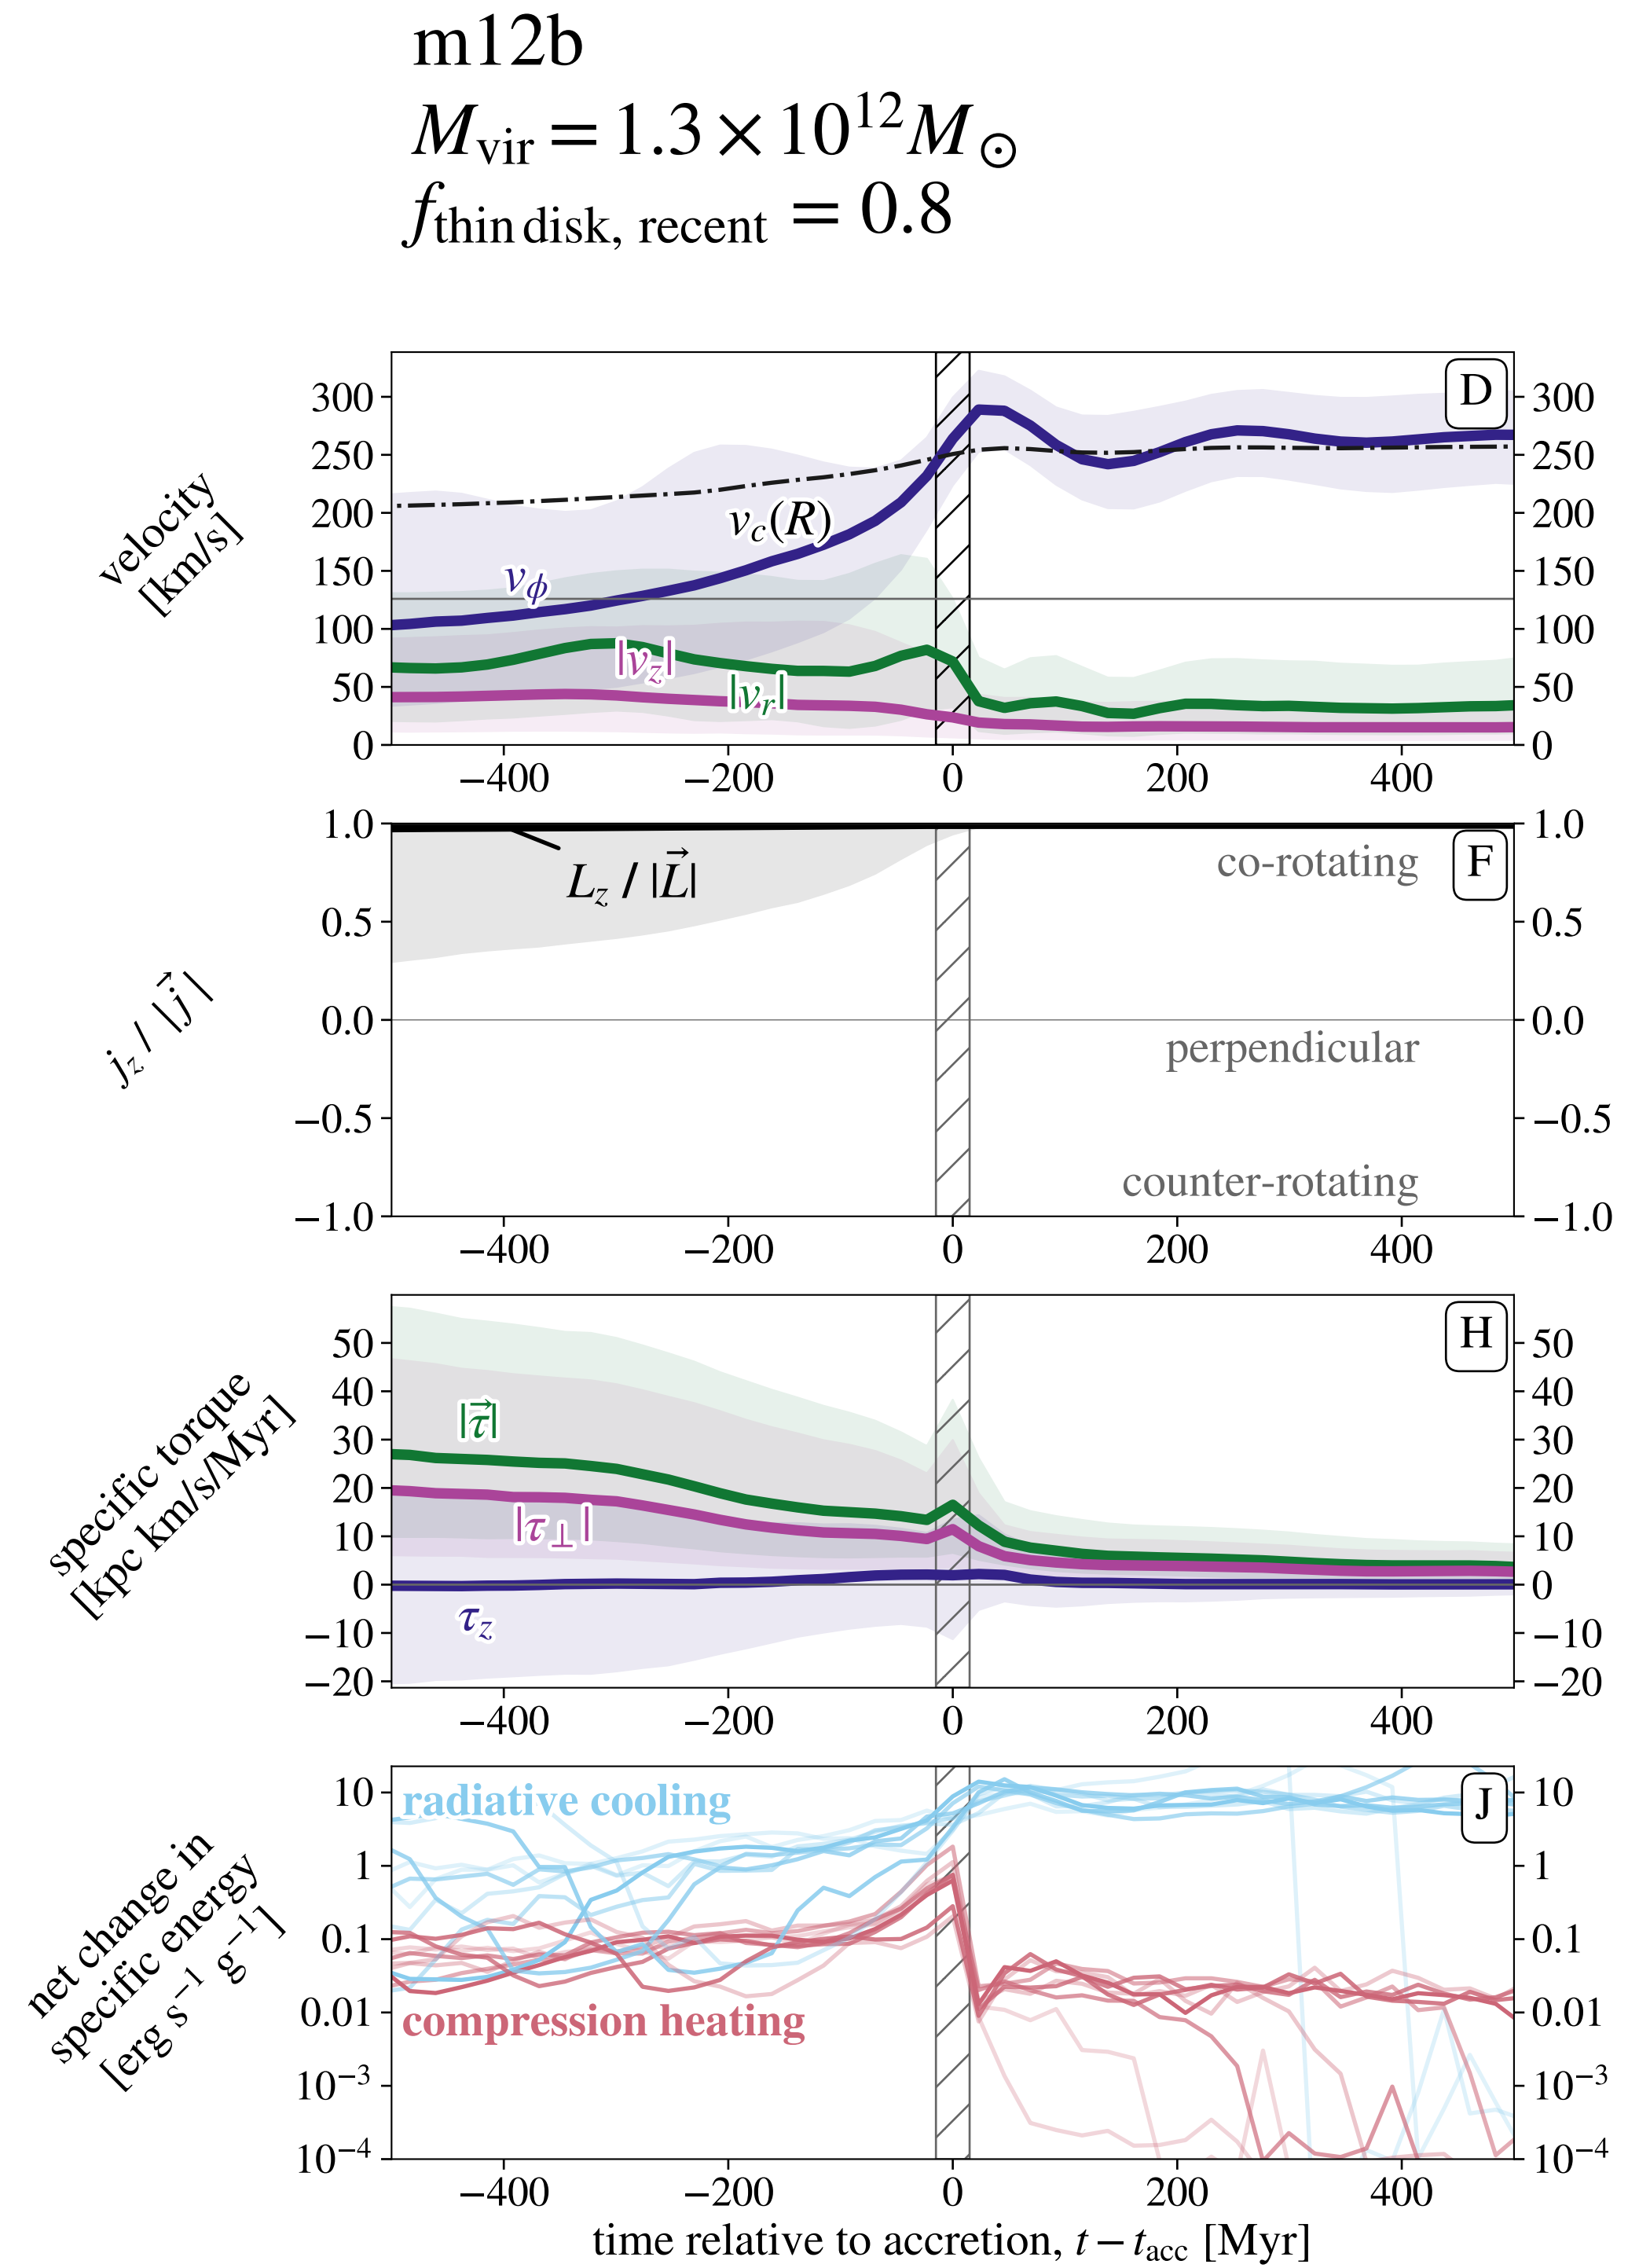 m12b
M_vir = 1.3 × 10^12 M_⊙
f_thin disk, recent = 0.8
velocity
[km/s]
300
250
200
150
100
50
0
D
v_c(R)
v_ϕ
|v_z|
|v_r|
300
250
200
150
100
50
0
−400 −200 0 200 400
j_z / |j⃗|
1.0
0.5
0.0
−0.5
−1.0
L_z / |L⃗|
F
co-rotating
perpendicular
counter-rotating
1.0
0.5
0.0
−0.5
−1.0
−400 −200 0 200 400
specific torque
[kpc km/s/Myr]
50
40
30
20
10
0
−10
−20
H
|τ⃗|
|τ_⊥|
τ_z
50
40
30
20
10
0
−10
−20
−400 −200 0 200 400
net change in
specific energy
[erg s^−1 g^−1]
10
1
0.1
0.01
10^−3
10^−4
radiative cooling
J
compression heating
10
1
0.1
0.01
10^−3
10^−4
−400 −200 0 200 400
time relative to accretion, t − t_acc [Myr]